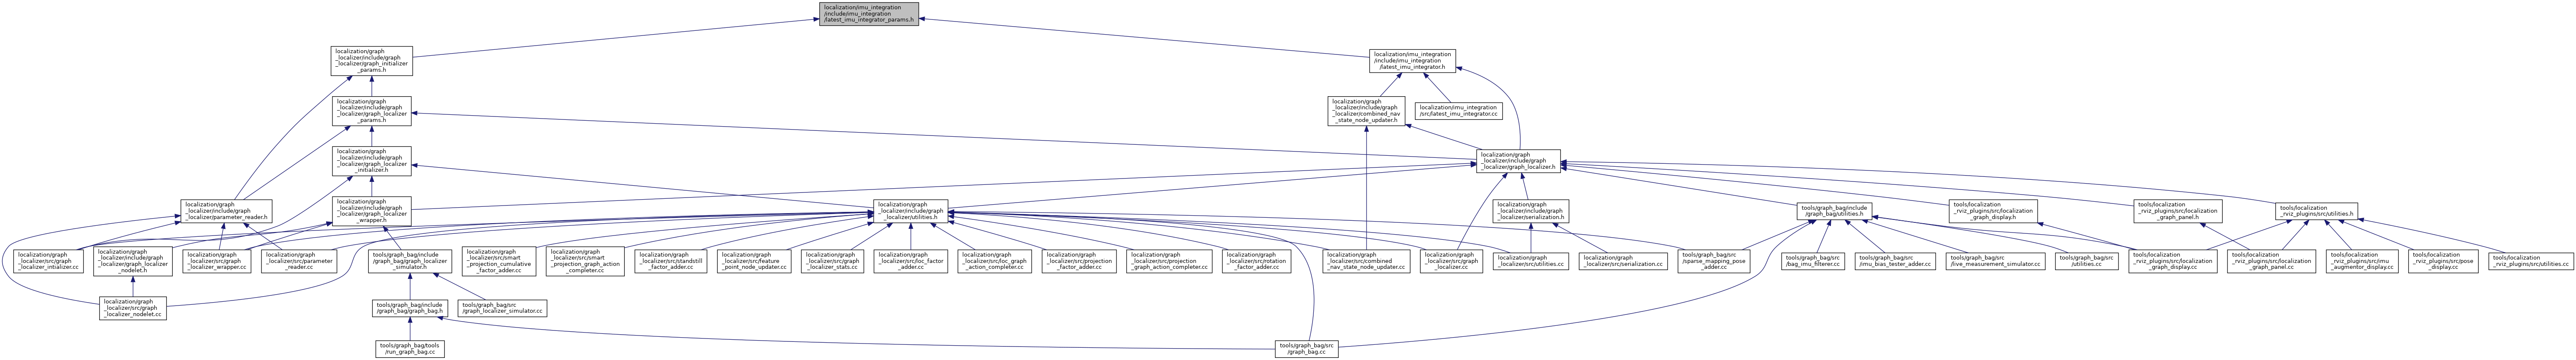 localization/imu_integration
/include/imu_integration
/latest_imu_integrator_params.h
localization/graph
_localizer/include/graph
_localizer/graph_initializer
_params.h
localization/imu_integration
/include/imu_integration
/latest_imu_integrator.h
localization/graph
_localizer/include/graph
_localizer/graph_localizer
_params.h
localization/graph
_localizer/include/graph
_localizer/combined_nav
_state_node_updater.h
localization/imu_integration
/src/latest_imu_integrator.cc
localization/graph
_localizer/include/graph
_localizer/graph_localizer
_initializer.h
localization/graph
_localizer/include/graph
_localizer/graph_localizer.h
localization/graph
_localizer/include/graph
_localizer/parameter_reader.h
localization/graph
_localizer/include/graph
_localizer/graph_localizer
_wrapper.h
localization/graph
_localizer/include/graph
_localizer/utilities.h
localization/graph
_localizer/include/graph
_localizer/serialization.h
tools/graph_bag/include
/graph_bag/utilities.h
tools/localization
_rviz_plugins/src/localization
_graph_display.h
tools/localization
_rviz_plugins/src/localization
_graph_panel.h
tools/localization
_rviz_plugins/src/utilities.h
localization/graph
_localizer/src/graph
_localizer_intializer.cc
localization/graph
_localizer/include/graph
_localizer/graph_localizer
_nodelet.h
localization/graph
_localizer/src/graph
_localizer_wrapper.cc
localization/graph
_localizer/src/parameter
_reader.cc
tools/graph_bag/include
/graph_bag/graph_localizer
_simulator.h
localization/graph
_localizer/src/smart
_projection_cumulative
_factor_adder.cc
localization/graph
_localizer/src/smart
_projection_graph_action
_completer.cc
localization/graph
_localizer/src/standstill
_factor_adder.cc
localization/graph
_localizer/src/feature
_point_node_updater.cc
localization/graph
_localizer/src/graph
_localizer_stats.cc
localization/graph
_localizer/src/loc_factor
_adder.cc
localization/graph
_localizer/src/loc_graph
_action_completer.cc
localization/graph
_localizer/src/projection
_factor_adder.cc
localization/graph
_localizer/src/projection
_graph_action_completer.cc
localization/graph
_localizer/src/rotation
_factor_adder.cc
localization/graph
_localizer/src/combined
_nav_state_node_updater.cc
localization/graph
_localizer/src/graph
_localizer.cc
localization/graph
_localizer/src/utilities.cc
localization/graph
_localizer/src/serialization.cc
tools/graph_bag/src
/sparse_mapping_pose
_adder.cc
tools/graph_bag/src
/bag_imu_filterer.cc
tools/graph_bag/src
/imu_bias_tester_adder.cc
tools/graph_bag/src
/live_measurement_simulator.cc
tools/graph_bag/src
/utilities.cc
tools/localization
_rviz_plugins/src/localization
_graph_display.cc
tools/localization
_rviz_plugins/src/localization
_graph_panel.cc
tools/localization
_rviz_plugins/src/imu
_augmentor_display.cc
tools/localization
_rviz_plugins/src/pose
_display.cc
tools/localization
_rviz_plugins/src/utilities.cc
localization/graph
_localizer/src/graph
_localizer_nodelet.cc
tools/graph_bag/include
/graph_bag/graph_bag.h
tools/graph_bag/src
/graph_localizer_simulator.cc
tools/graph_bag/tools
/run_graph_bag.cc
tools/graph_bag/src
/graph_bag.cc